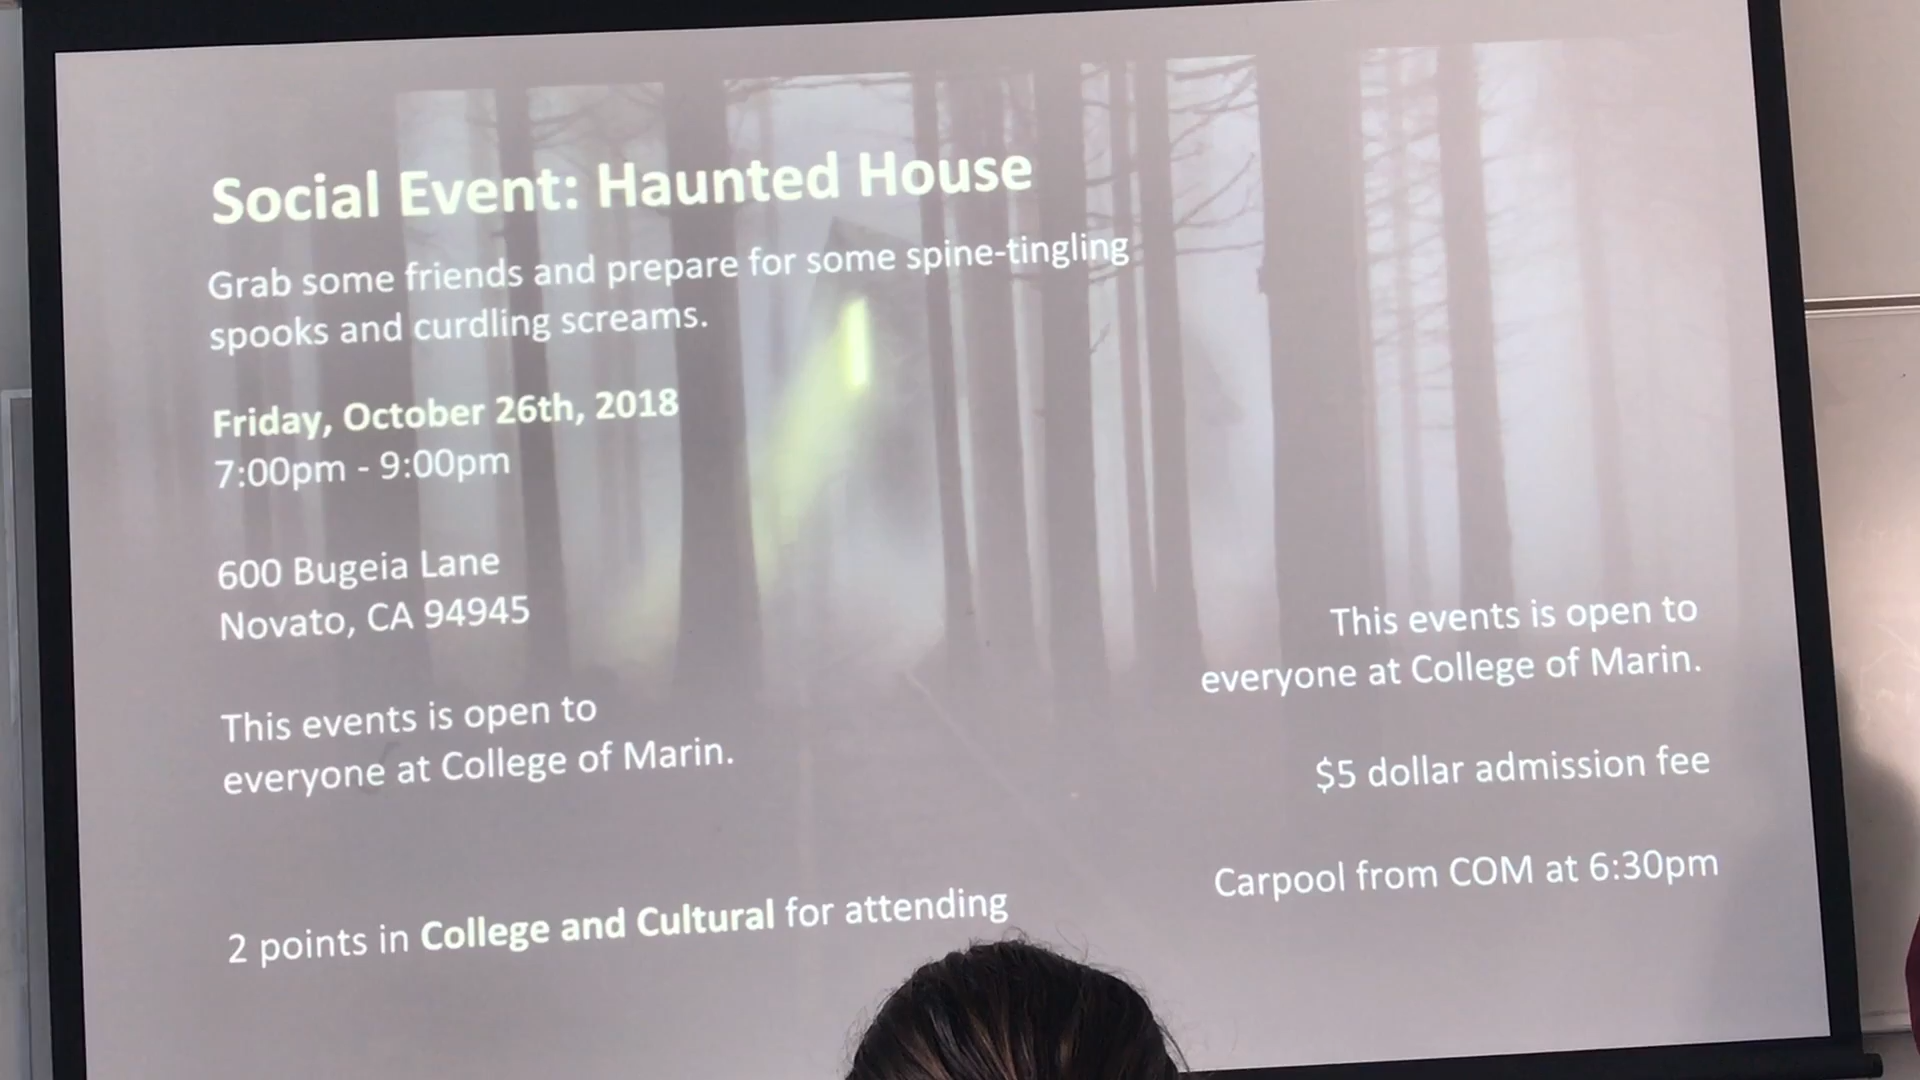 Social Event: Haunted House
Grab some friends and prepare for some spine-tingling
spooks and curdling screams.
Friday, October 26th, 2018
7:00pm - 9:00pm
600 Bugeia Lane
Novato, CA 94945
This events is open to
everyone at College of Marin.
2 points in College and Cultural for attending
This events is open to
everyone at College of Marin.
$5 dollar admission fee
Carpool from COM at 6:30pm